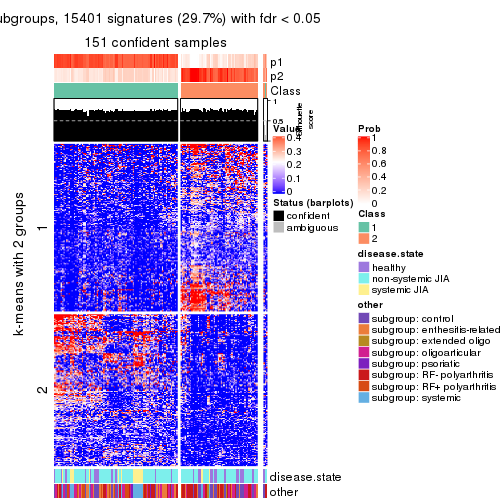 ubgroups, 15401 signatures (29.7%) with fdr < 0.05
151 confident samples
p1
p2
Class
1
0.5
0
Silhouette
score
k-means with 2 groups
1
2
disease.state
other
Value
0.4
0.3
0.2
0.1
0
Status (barplots)
confident
ambiguous
Prob
1
0.8
0.6
0.4
0.2
0
Class
1
2
disease.state
healthy
non-systemic JIA
systemic JIA
other
subgroup: control
subgroup: enthesitis-related
subgroup: extended oligo
subgroup: oligoarticular
subgroup: psoriatic
subgroup: RF- polyarthritis
subgroup: RF+ polyarthritis
subgroup: systemic